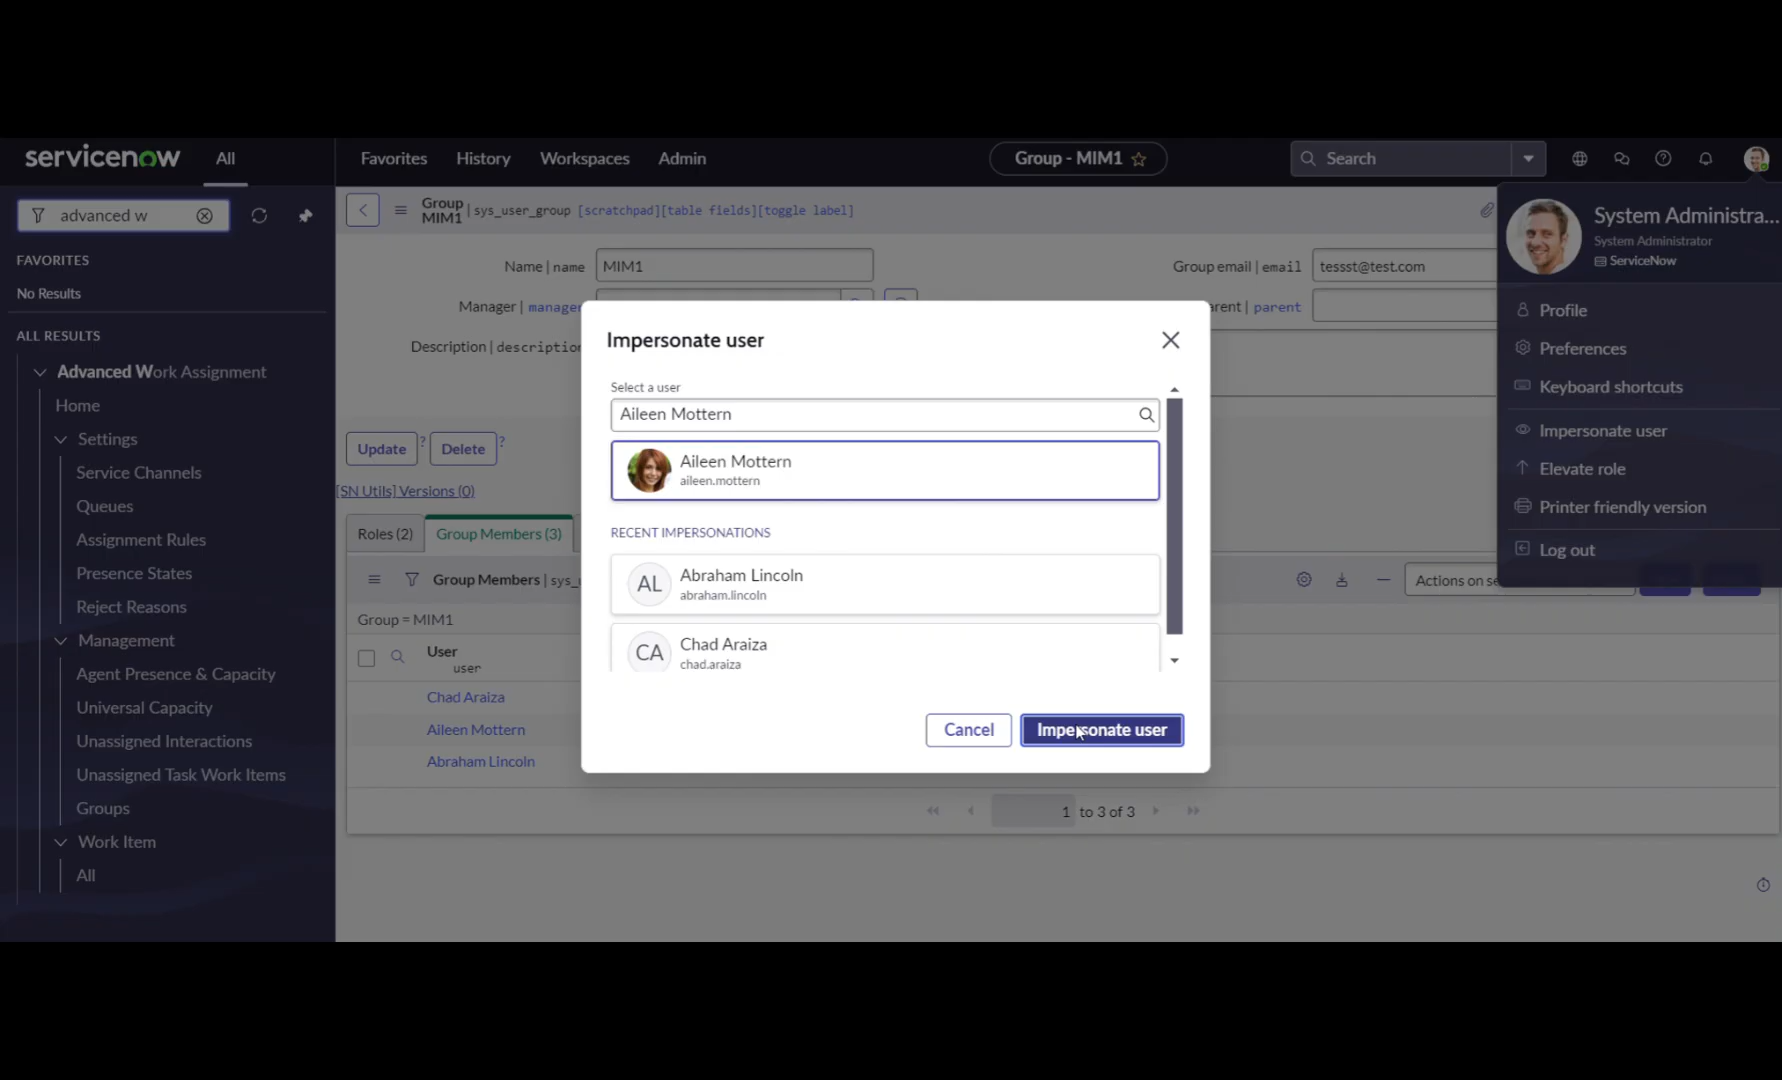 servicenow
All
Favorites
History
Workspaces
Admin
Group - MIM1
Search
advanced w
FAVORITES
No Results
ALL RESULTS
Advanced Work Assignment
Home
Settings
Service Channels
Queues
Assignment Rules
Presence States
Reject Reasons
Management
Agent Presence & Capacity
Universal Capacity
Unassigned Interactions
Unassigned Task Work Items
Groups
Work Item
All
Group
MIM1 | sys_user_group [scratchpad][table fields][toggle label]
Name | name
MIM1
Group email | email
tessst@test.com
Manager | manager
| parent
Description | description
Update ?
Delete ?
[SN Utils] Versions (0)
Roles (2)
Group Members (3)
Group Members |
Actions on se
Group = MIM1
User
user
Chad Araiza
Aileen Mottern
Abraham Lincoln
1 to 3 of 3
Impersonate user
Select a user
Aileen Mottern
Aileen Mottern
aileen.mottern
RECENT IMPERSONATIONS
AL
Abraham Lincoln
abraham.lincoln
CA
Chad Araiza
chad.araiza
Cancel
Impersonate user
System Administra...
System Administrator
ServiceNow
Profile
Preferences
Keyboard shortcuts
Impersonate user
Elevate role
Printer friendly version
Log out